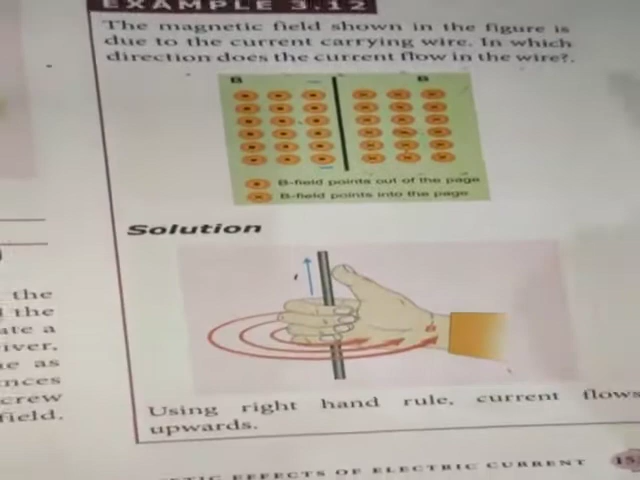 EXAMPLE 3.12
The magnetic field shown in the figure is
due to the current carrying wire. In which
direction does the current flow in the wire?.
B B
B-field points out of the page
B-field points into the page
Solution
I
the
the
ate a
iver.
as
nces
crew
field.
Using right hand rule, current flows
upwards.
ETIC EFFECTS OF ELECTRIC CURRENT